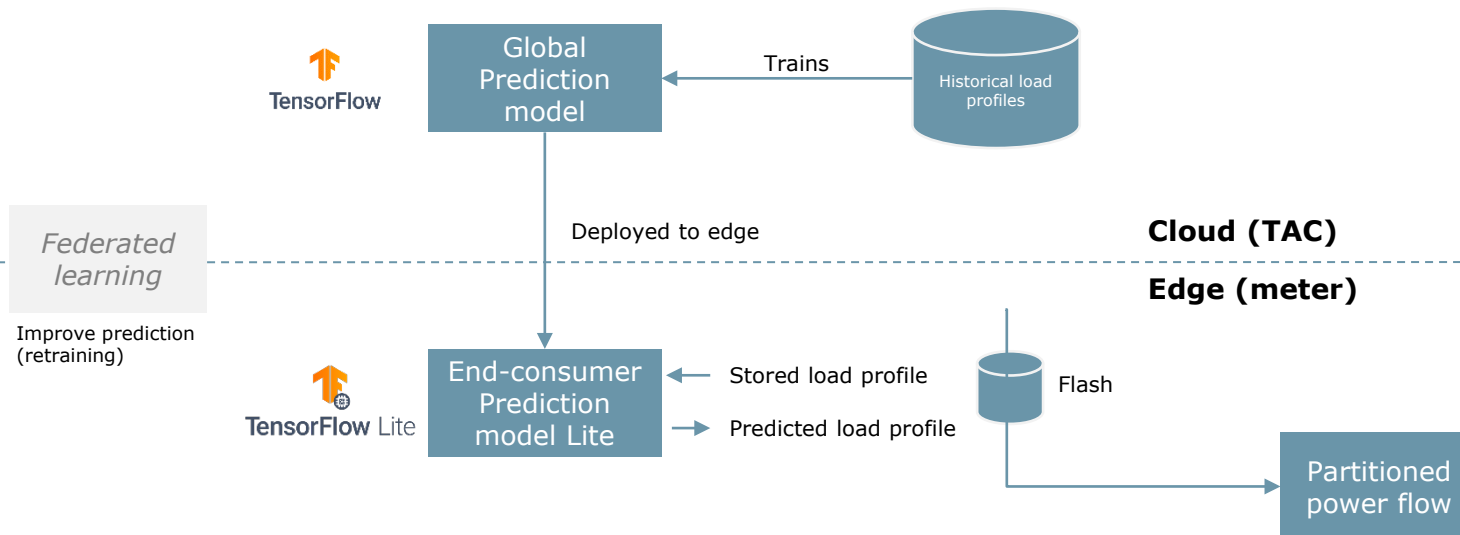 Global
Prediction
model
Trains
Historical load
profiles
TensorFlow
Federated
learning
Deployed to edge
Cloud (TAC)
Edge (meter)
Improve prediction
(retraining)
End-consumer
Prediction
model Lite
Stored load profile
Predicted load profile
Flash
TensorFlow Lite
Partitioned
power flow